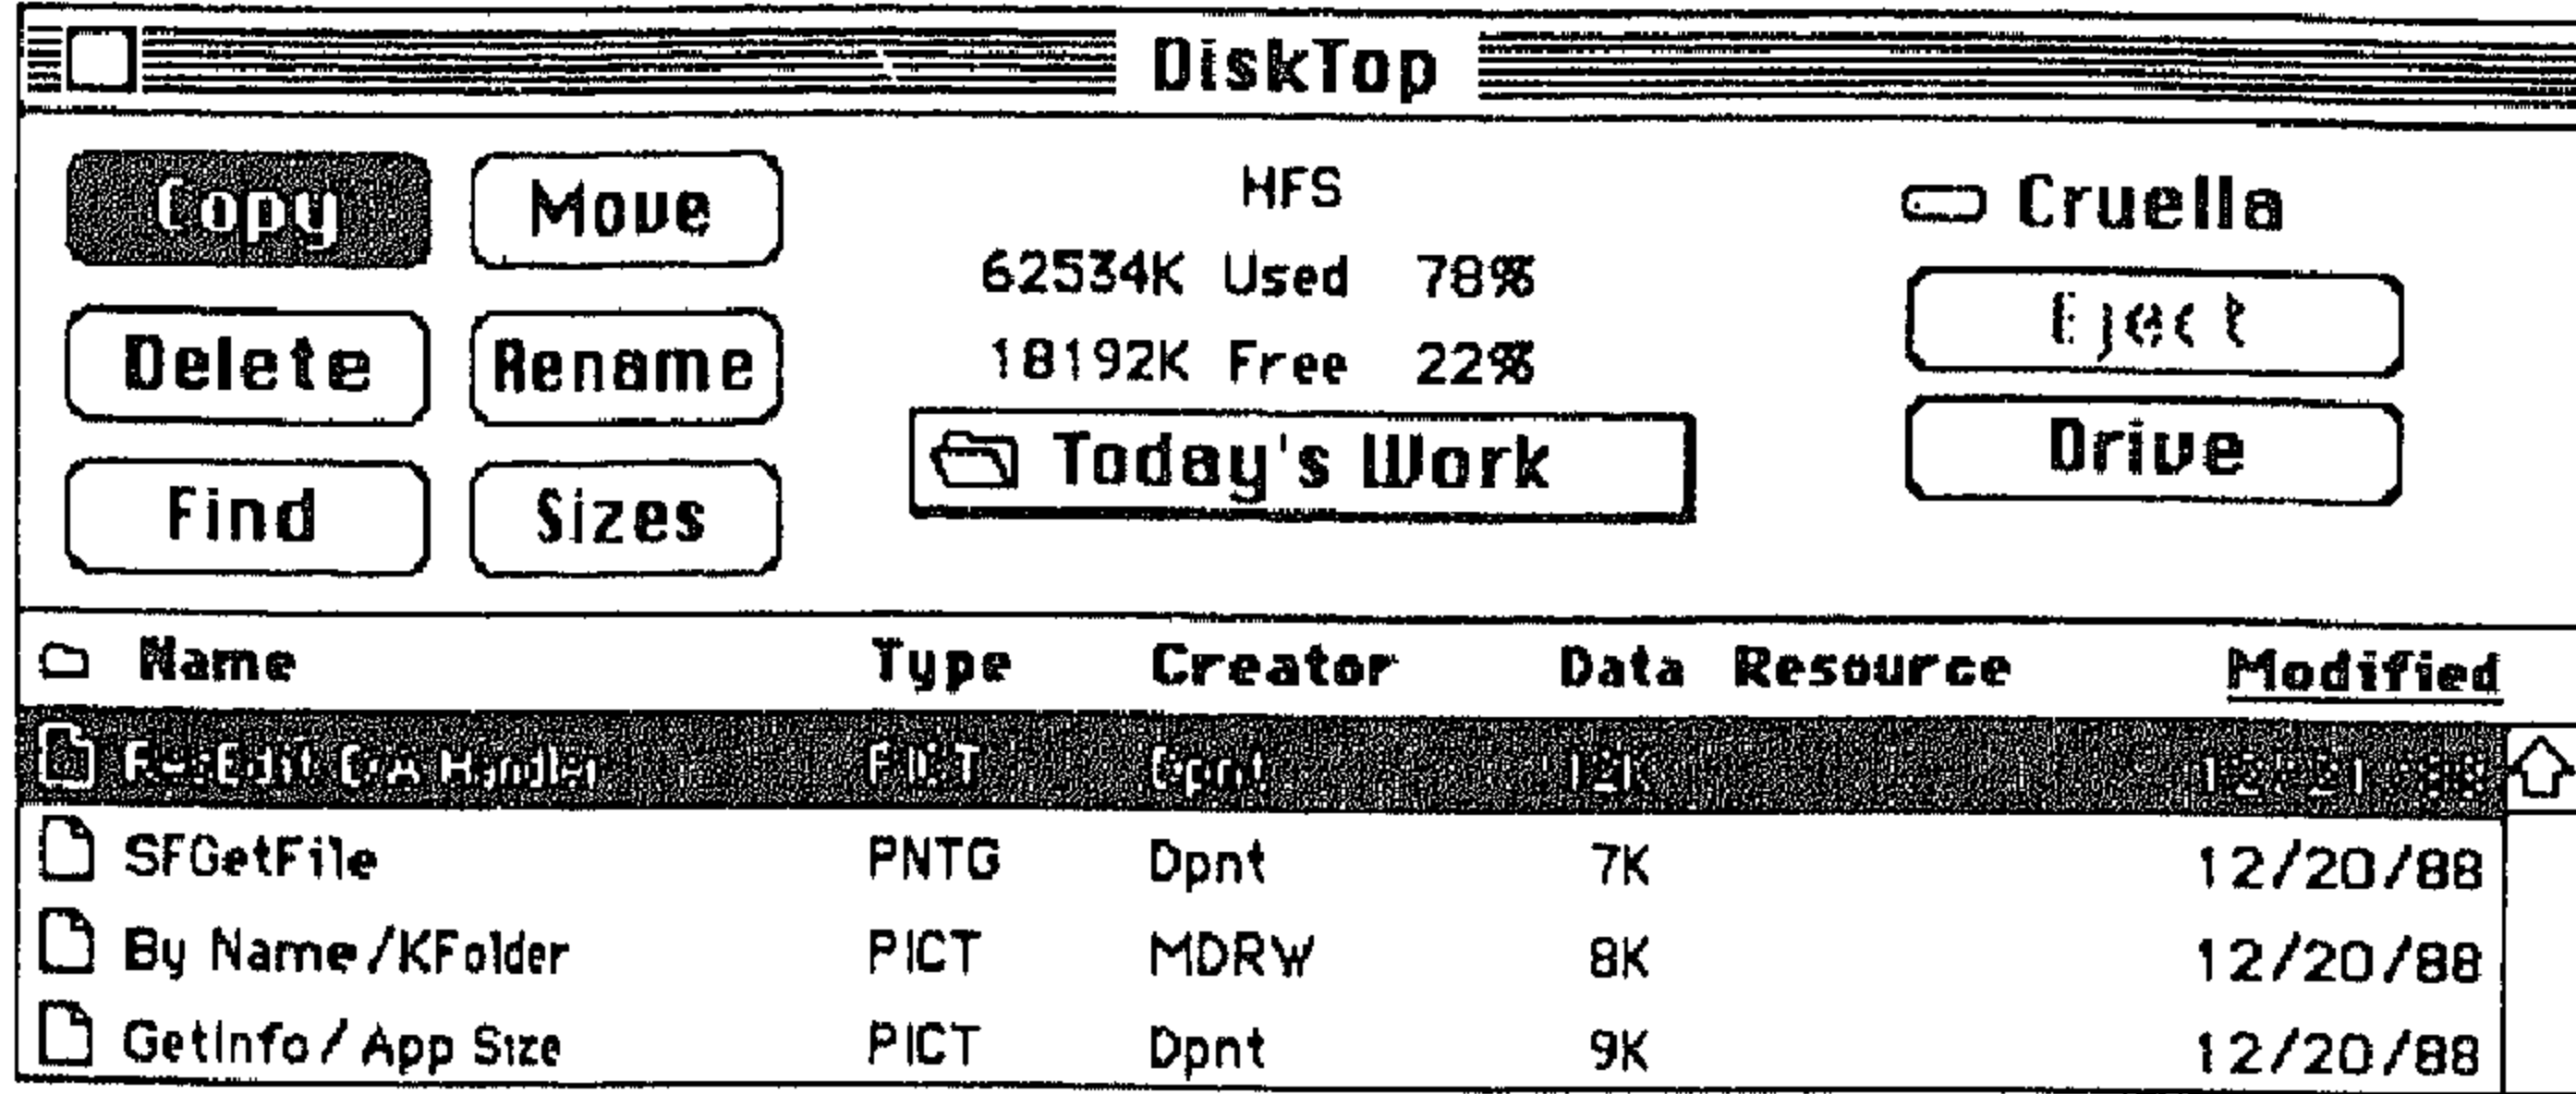 DiskTop
Copy Move HFS Cruella
62534K Used 78%
Eject
Delete Rename 18192K Free 22%
Today's Work Drive
Find Sizes
Name Type Creator Data Resource Modified
PICT 12K
SFGetFile PNTG Dpnt 7K 12/20/88
By Name/KFolder PICT MDRW 8K 12/20/88
GetInfo/App Size PICT Dpnt 9K 12/20/88